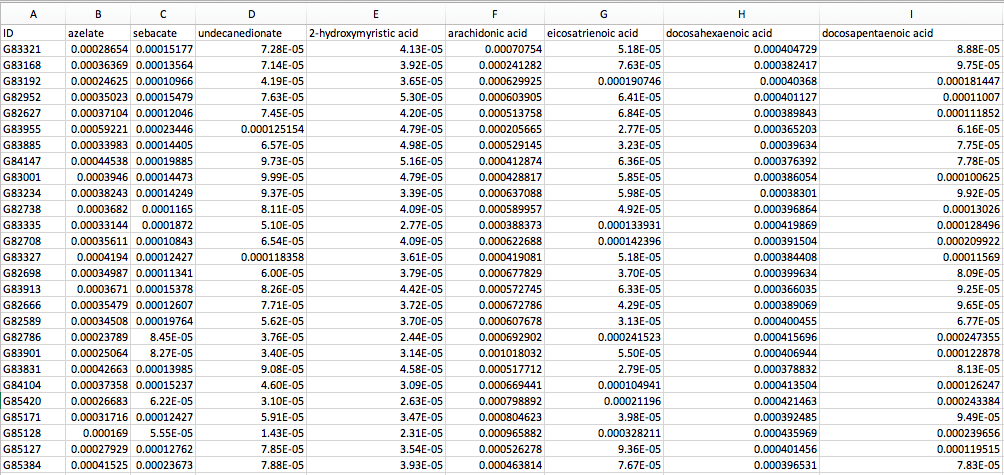 A B C D E F G H I
ID azelate sebacate undecanedionate 2-hydroxymyristic acid arachidonic acid eicosatrienoic acid docosahexaenoic acid docosapentaenoic acid
G83321 0.00028654 0.00015177 7.28E-05 4.13E-05 0.00070754 5.18E-05 0.000404729 8.88E-05
G83168 0.00036369 0.00013564 7.14E-05 3.92E-05 0.000241282 7.63E-05 0.000382417 9.75E-05
G83192 0.00024625 0.00010966 4.19E-05 3.65E-05 0.000629925 0.000190746 0.00040368 0.000181447
G82952 0.00035023 0.00015479 7.63E-05 5.30E-05 0.000603905 6.41E-05 0.000401127 0.00011007
G82627 0.00037104 0.00012046 7.45E-05 4.20E-05 0.000513758 6.84E-05 0.000389843 0.000111852
G83955 0.00059221 0.00023446 0.000125154 4.79E-05 0.000205665 2.77E-05 0.000365203 6.16E-05
G83885 0.00033983 0.00014405 6.57E-05 4.98E-05 0.000529145 3.23E-05 0.00039634 7.75E-05
G84147 0.00044538 0.00019885 9.73E-05 5.16E-05 0.000412874 6.36E-05 0.000376392 7.78E-05
G83001 0.0003946 0.00014473 9.99E-05 4.79E-05 0.000428817 5.85E-05 0.000386054 0.000100625
G83234 0.00038243 0.00014249 9.37E-05 3.39E-05 0.000637088 5.98E-05 0.00038301 9.92E-05
G82738 0.0003682 0.0001165 8.11E-05 4.09E-05 0.000589957 4.92E-05 0.000396864 0.00013026
G83335 0.00033144 0.0001872 5.10E-05 2.77E-05 0.000388373 0.000133931 0.000419869 0.000128496
G82708 0.00035611 0.00010843 6.54E-05 4.09E-05 0.000622688 0.000142396 0.000391504 0.000209922
G83327 0.0004194 0.00012427 0.000118358 3.61E-05 0.000419081 5.18E-05 0.000384408 0.00011569
G82698 0.00034987 0.00011341 6.00E-05 3.79E-05 0.000677829 3.70E-05 0.000399634 8.09E-05
G83913 0.0003671 0.00015378 8.26E-05 4.42E-05 0.000572745 6.33E-05 0.000366035 9.25E-05
G82666 0.00035479 0.00012607 7.71E-05 3.72E-05 0.000672786 4.29E-05 0.000389069 9.65E-05
G82589 0.00034508 0.00019764 5.62E-05 3.70E-05 0.000607678 3.13E-05 0.000400455 6.77E-05
G82786 0.00023789 8.45E-05 3.76E-05 2.44E-05 0.000692902 0.000241523 0.000415696 0.000247355
G83901 0.00025064 8.27E-05 3.40E-05 3.14E-05 0.001018032 5.50E-05 0.000406944 0.000122878
G83831 0.00042663 0.00013985 9.08E-05 4.58E-05 0.000517712 2.79E-05 0.000378832 8.13E-05
G84104 0.00037358 0.00015237 4.60E-05 3.09E-05 0.000669441 0.000104941 0.000413504 0.000126247
G85420 0.00026683 6.22E-05 3.10E-05 2.63E-05 0.000798892 0.00021196 0.000421463 0.000243384
G85171 0.00031716 0.00012427 5.91E-05 3.47E-05 0.000804623 3.98E-05 0.000392485 9.49E-05
G85128 0.000169 5.55E-05 1.43E-05 2.31E-05 0.000965882 0.000328211 0.000435969 0.000239656
G85127 0.00027929 0.00012762 7.85E-05 3.54E-05 0.000526278 9.36E-05 0.000401456 0.000119515
G85384 0.00041525 0.00023673 7.88E-05 3.93E-05 0.000463814 7.67E-05 0.000396531 7.83E-05